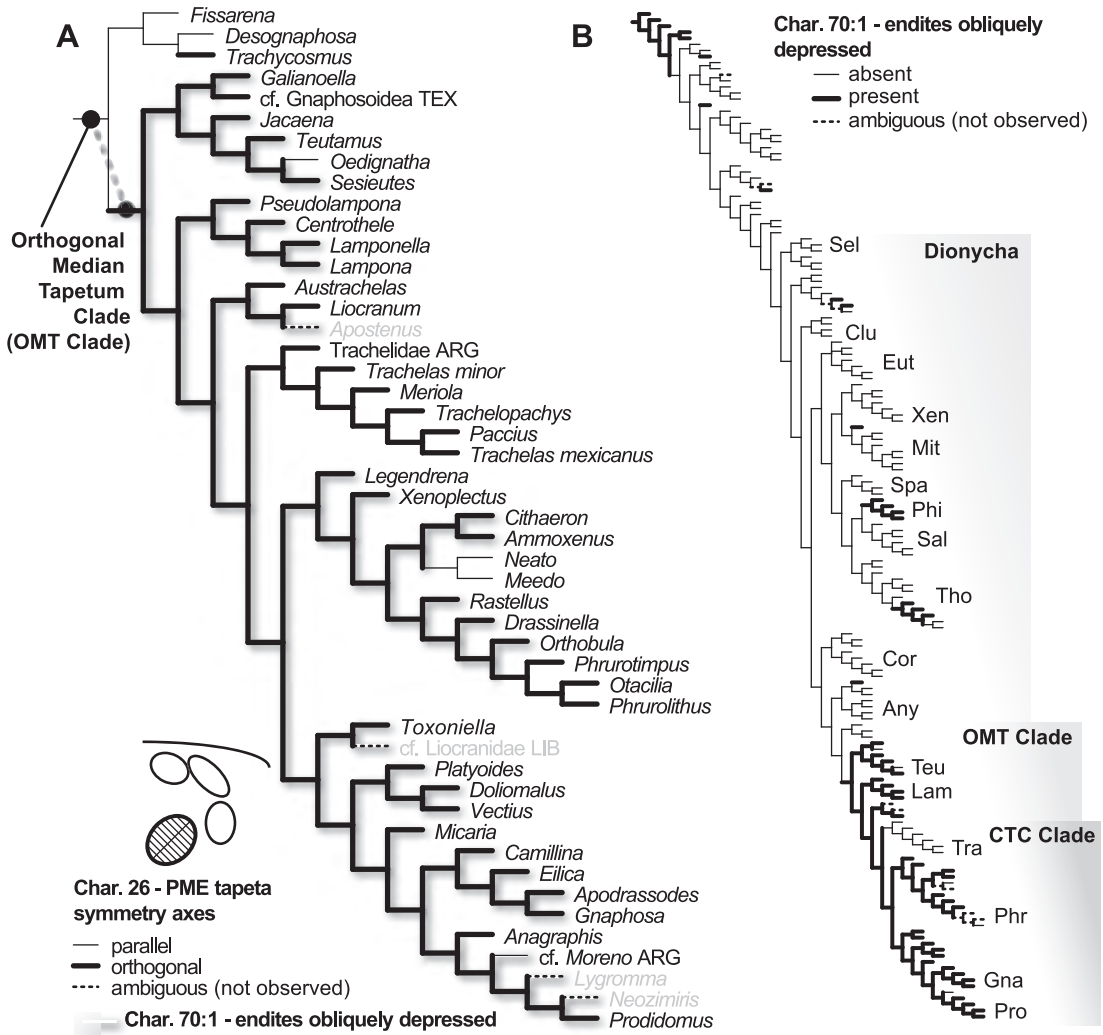 A
Fissarena
Desognaphosa
Trachycosmus
Galianoella
cf. Gnaphosoidea TEX
Jacaena
Teutamus
Oedignatha
Sesieutes
Pseudolampona
Centrothele
Lamponella
Lampona
Austrachelas
Liocranum
Apostenus
Trachelidae ARG
Trachelas minor
Meriola
Trachelopachys
Paccius
Trachelas mexicanus
Legendrena
Xenoplectus
Cithaeron
Ammoxenus
Neato
Meedo
Rastellus
Drassinella
Orthobula
Phrurotimpus
Otacilia
Phrurolithus
Toxoniella
cf. Liocranidae LIB
Platyoides
Doliomalus
Vectius
Micaria
Camillina
Eilica
Apodrassodes
Gnaphosa
Anagraphis
cf. Moreno ARG
Lygromma
Neozimiris
Prodidomus
Orthogonal
Median
Tapetum
Clade
(OMT Clade)
Char. 26 - PME tapeta
symmetry axes
parallel
orthogonal
ambiguous (not observed)
Char. 70:1 - endites obliquely depressed
B
Char. 70:1 - endites obliquely
depressed
absent
present
ambiguous (not observed)
Dionycha
Sel
Clu
Eut
Xen
Mit
Spa
Phi
Sal
Tho
Cor
Any
OMT Clade
Teu
Lam
CTC Clade
Tra
Phr
Gna
Pro